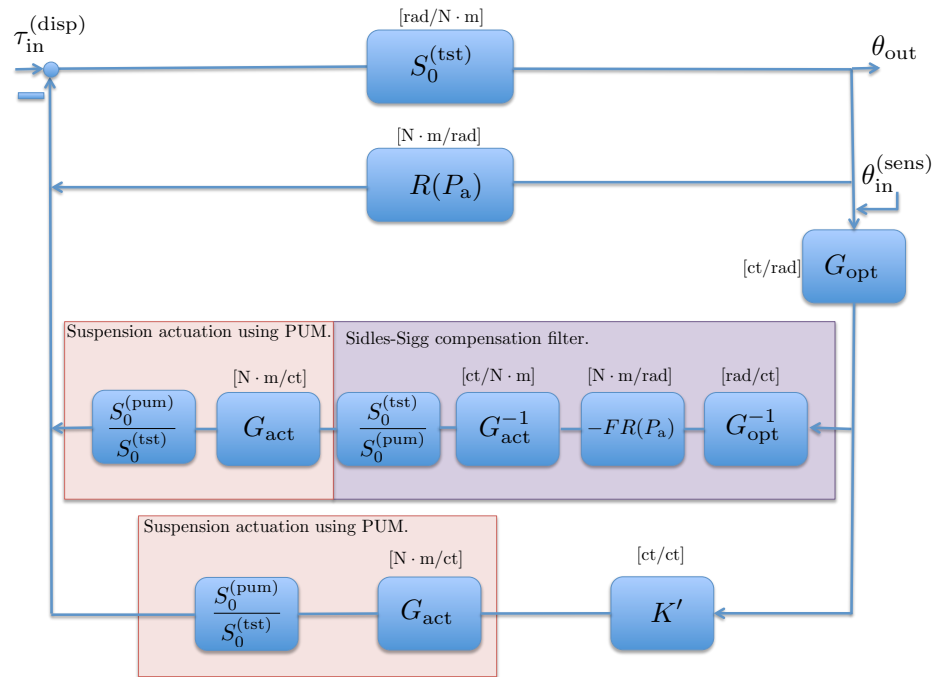 [rad/N · m]
τ_in^(disp)
S_0^(tst)
θ_out
[N · m/rad]
R(P_a)
θ_in^(sens)
[ct/rad]
G_opt
Suspension actuation using PUM.
Sidles-Sigg compensation filter.
[N · m/ct]
[ct/N · m]
[N · m/rad]
[rad/ct]
S_0^(pum) / S_0^(tst)
G_act
S_0^(tst) / S_0^(pum)
G_act^−1
−FR(P_a)
G_opt^−1
Suspension actuation using PUM.
[N · m/ct]
[ct/ct]
S_0^(pum) / S_0^(tst)
G_act
K′